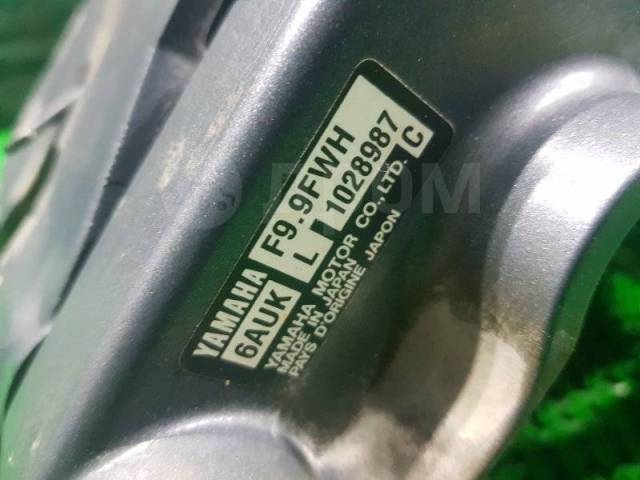 YAMAHA F9.9FWH
6AUK L 1028987 C
YAMAHA MOTOR CO.,LTD.
MADE IN JAPAN
PAYS D'ORIGINE JAPON